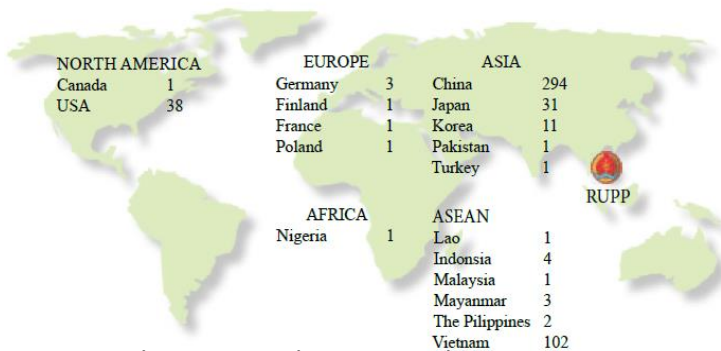 NORTH AMERICA
Canada 1
USA 38
EUROPE
Germany 3
Finland 1
France 1
Poland 1
ASIA
China 294
Japan 31
Korea 11
Pakistan 1
Turkey 1
RUPP
AFRICA
Nigeria 1
ASEAN
Lao 1
Indonsia 4
Malaysia 1
Mayanmar 3
The Pilippines 2
Vietnam 102